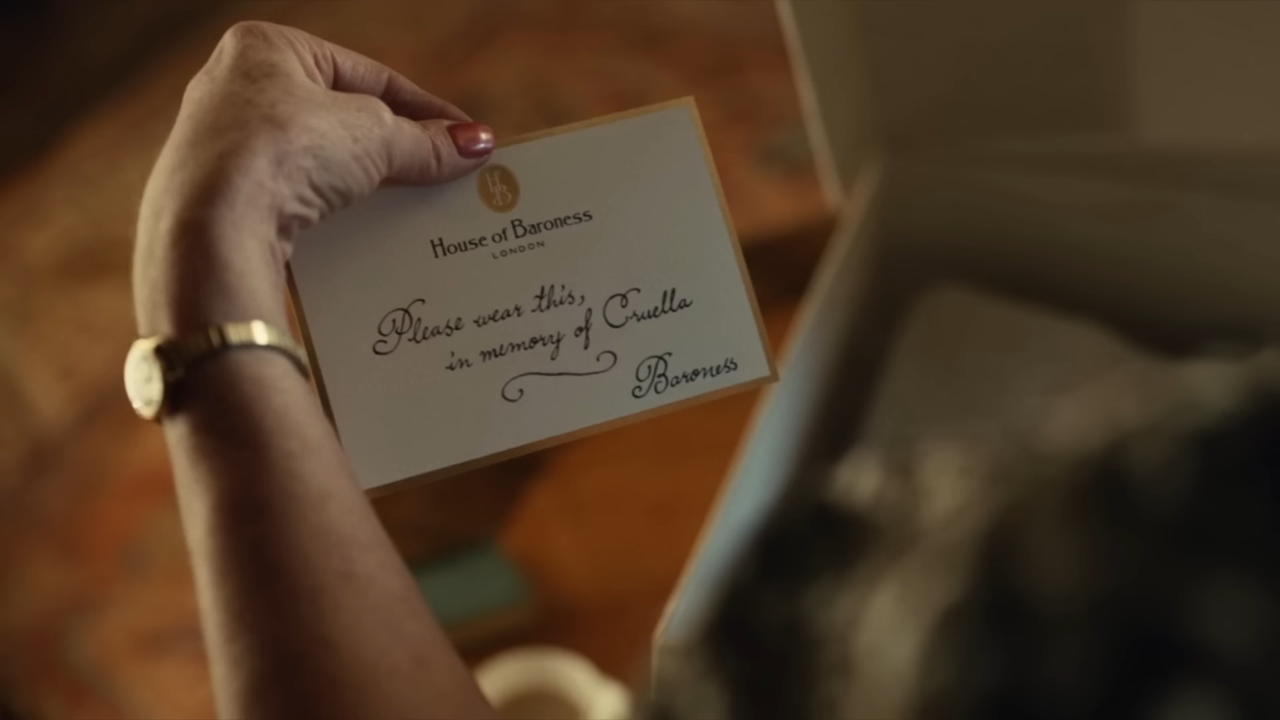 HB
House of Baroness
LONDON
Please wear this,
in memory of Cruella
Baroness